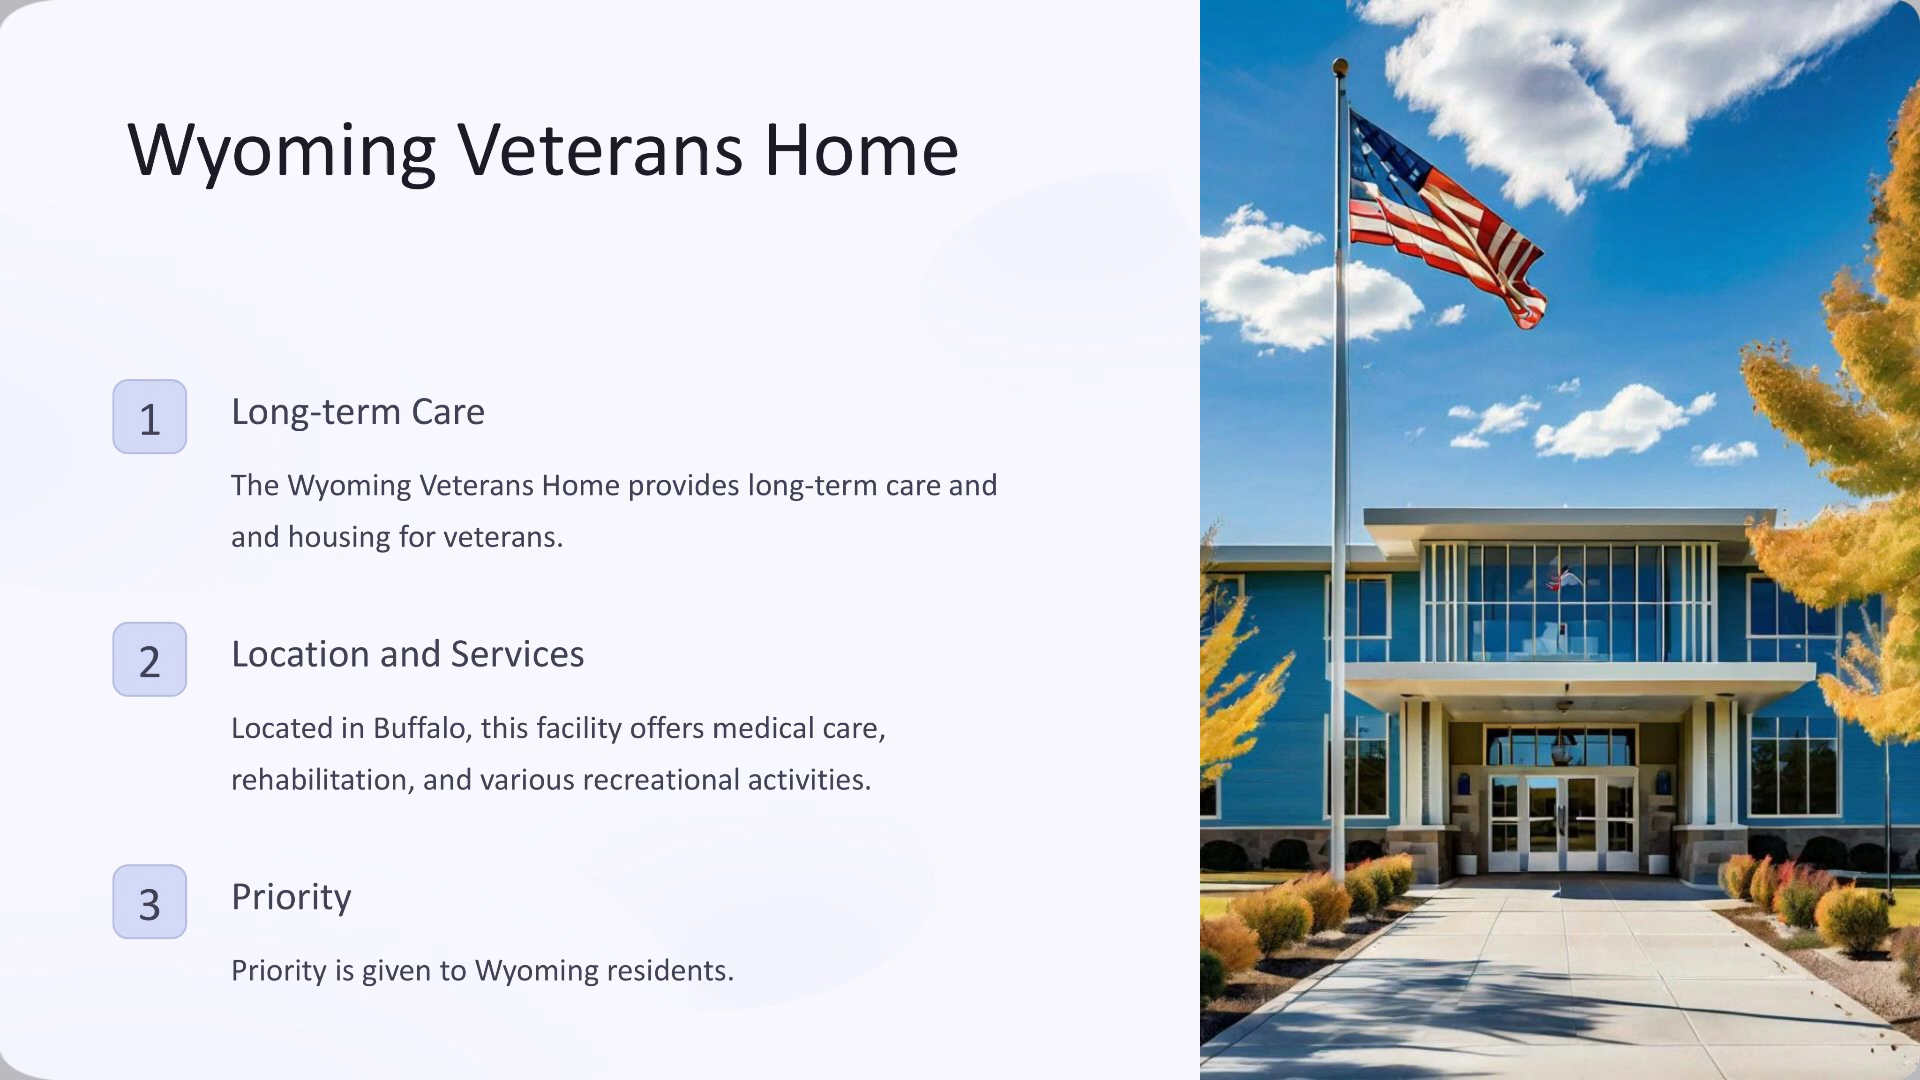 Wyoming Veterans Home
1
Long-term Care
The Wyoming Veterans Home provides long-term care and
and housing for veterans.
2
Location and Services
Located in Buffalo, this facility offers medical care,
rehabilitation, and various recreational activities.
3
Priority
Priority is given to Wyoming residents.